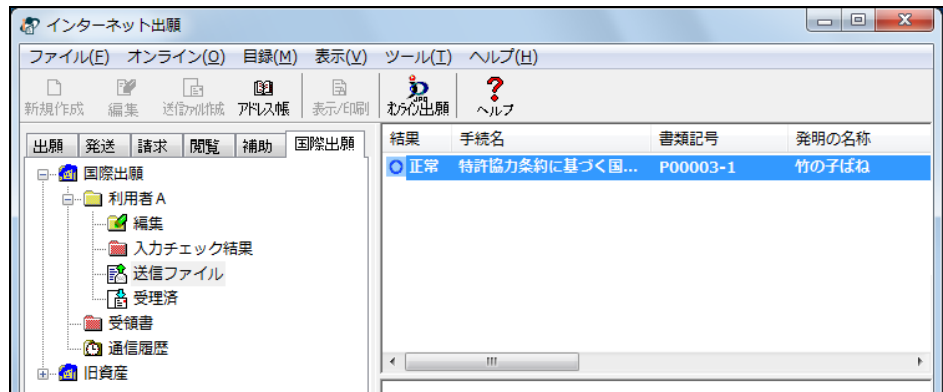 インターネット出願
ファイル(F) オンライン(O) 目録(M) 表示(V) ツール(T) ヘルプ(H)
新規作成 編集 送信ファイル作成 アドレス帳 表示/印刷 オンライン出願 ヘルプ
出願 発送 請求 閲覧 補助 国際出願
結果 手続名 書類記号 発明の名称
正常 特許協力条約に基づく国... P00003-1 竹の子ばね
国際出願
利用者A
編集
入力チェック結果
送信ファイル
受理済
受領書
通信履歴
旧資産